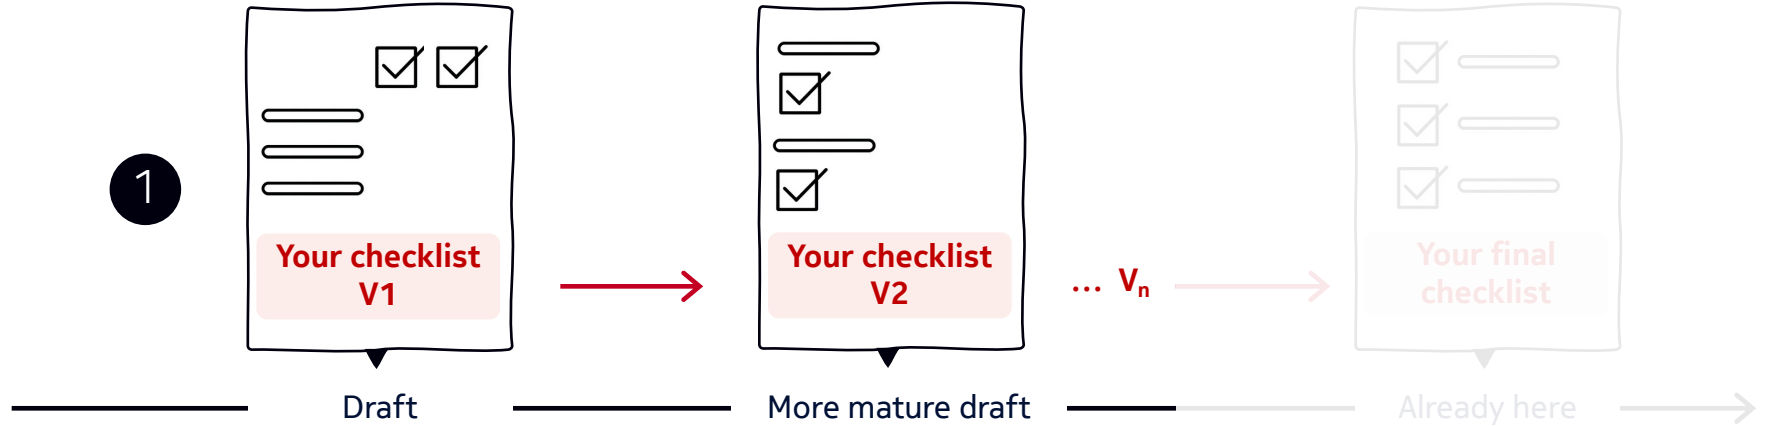 1
Your checklist
V1
Your checklist
V2
... Vn
Your final
checklist
Draft
More mature draft
Already here